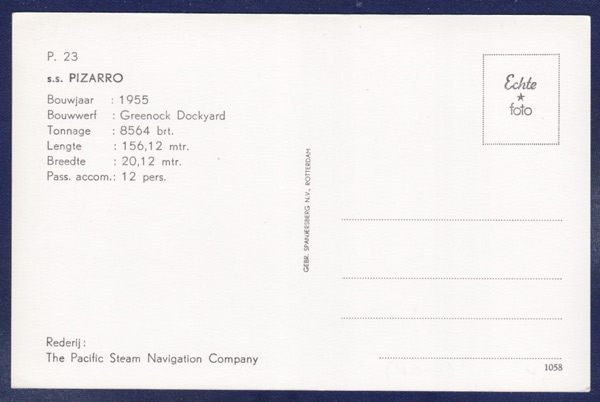 P. 23
s.s. PIZARRO
Bouwjaar : 1955
Bouwwerf : Greenock Dockyard
Tonnage : 8564 brt.
Lengte : 156,12 mtr.
Breedte : 20,12 mtr.
Pass. accom.: 12 pers.
Rederij:
The Pacific Steam Navigation Company
GEBR. SPANJERSBERG N.V., ROTTERDAM
Echte
foto
1058